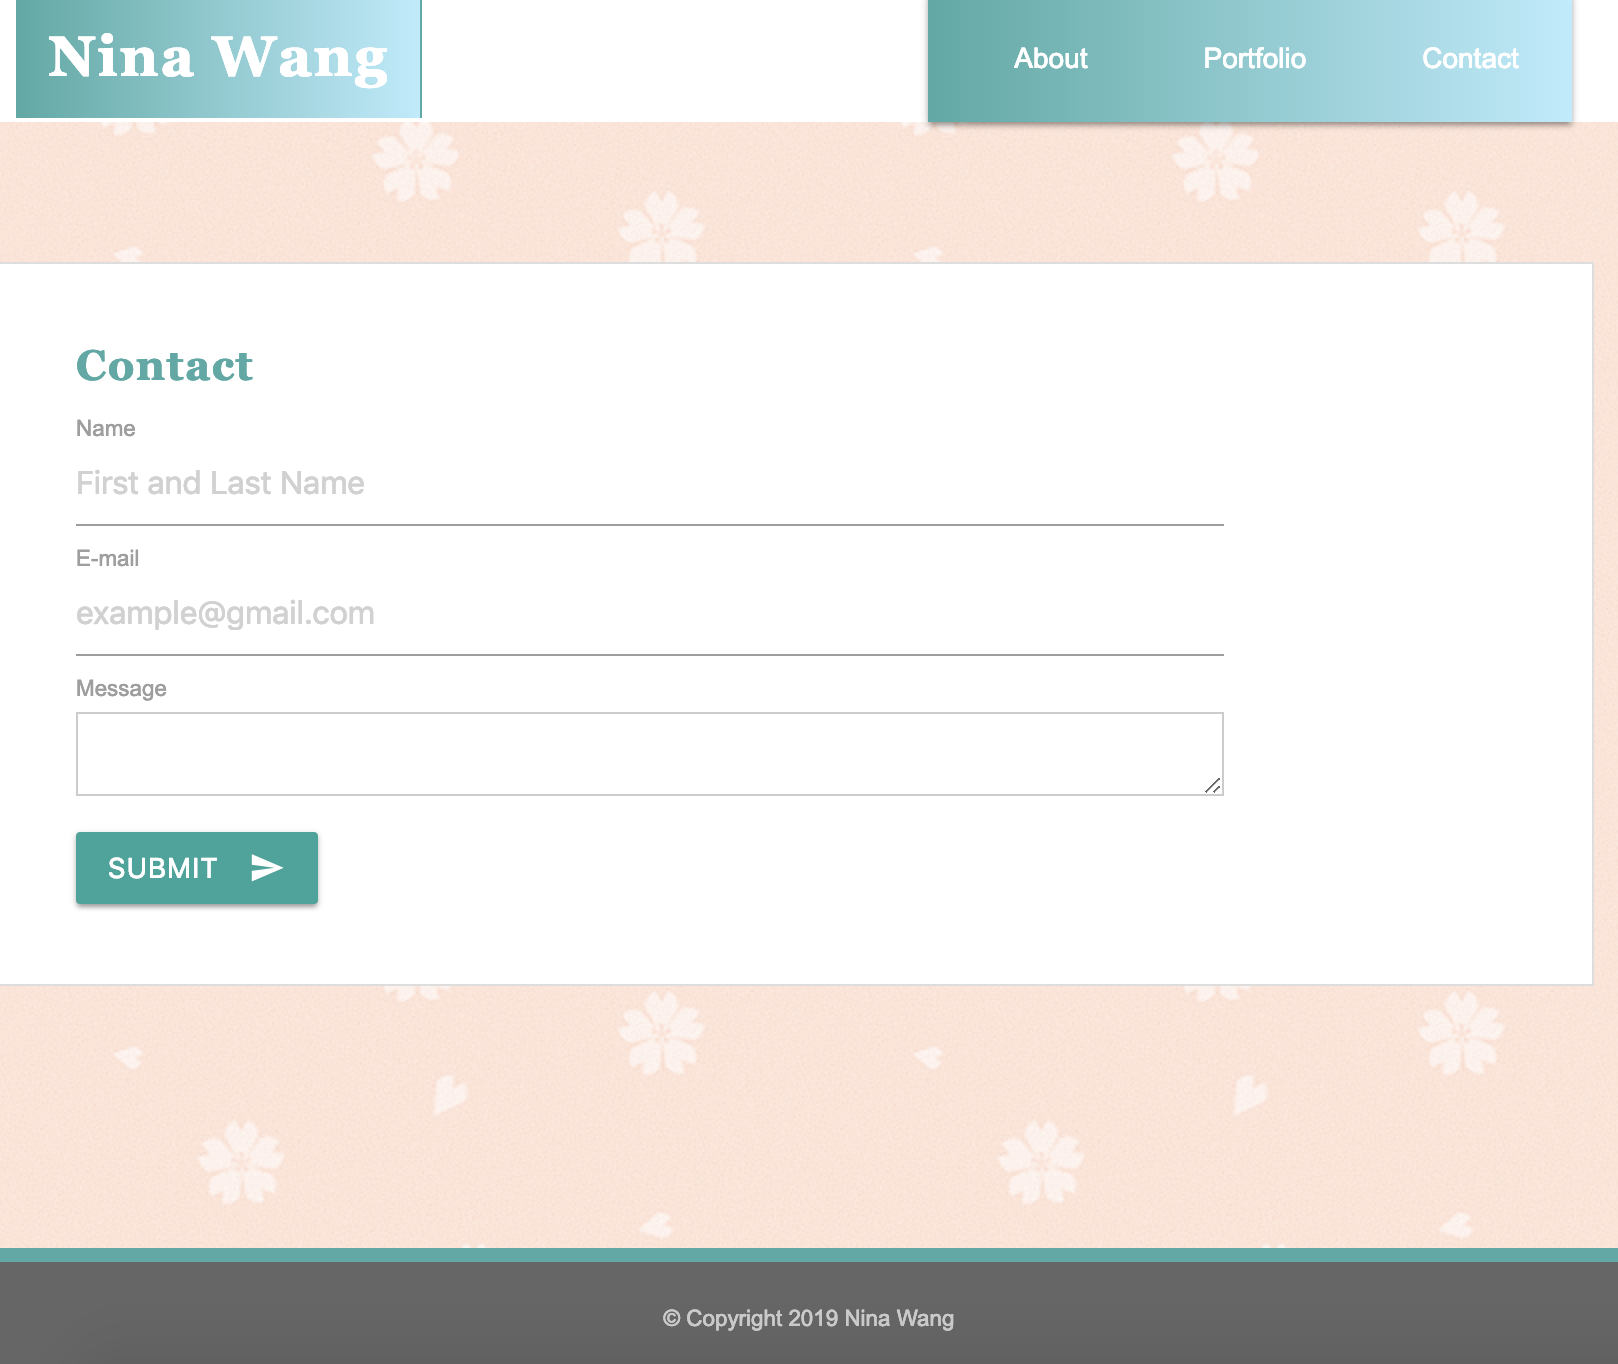 Nina Wang
About Portfolio Contact
Contact
Name
First and Last Name
E-mail
example@gmail.com
Message
SUBMIT
© Copyright 2019 Nina Wang